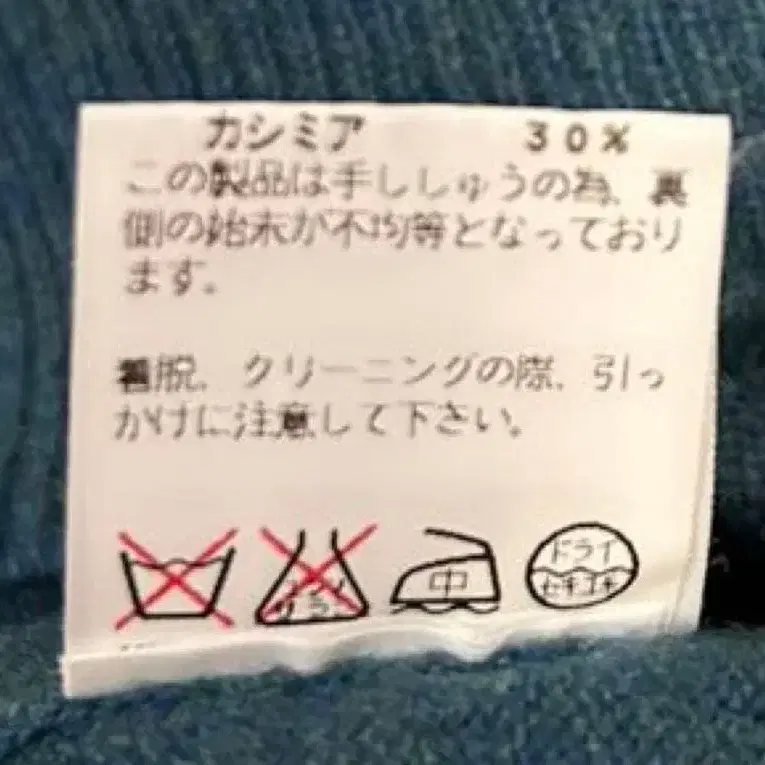 カシミア 30%
この製品は手ししゅうの為、裏
側の始末が不均等となっており
ます。
着脱、クリーニングの際、引っ
かけに注意して下さい。
中
ドライ
セキユ系